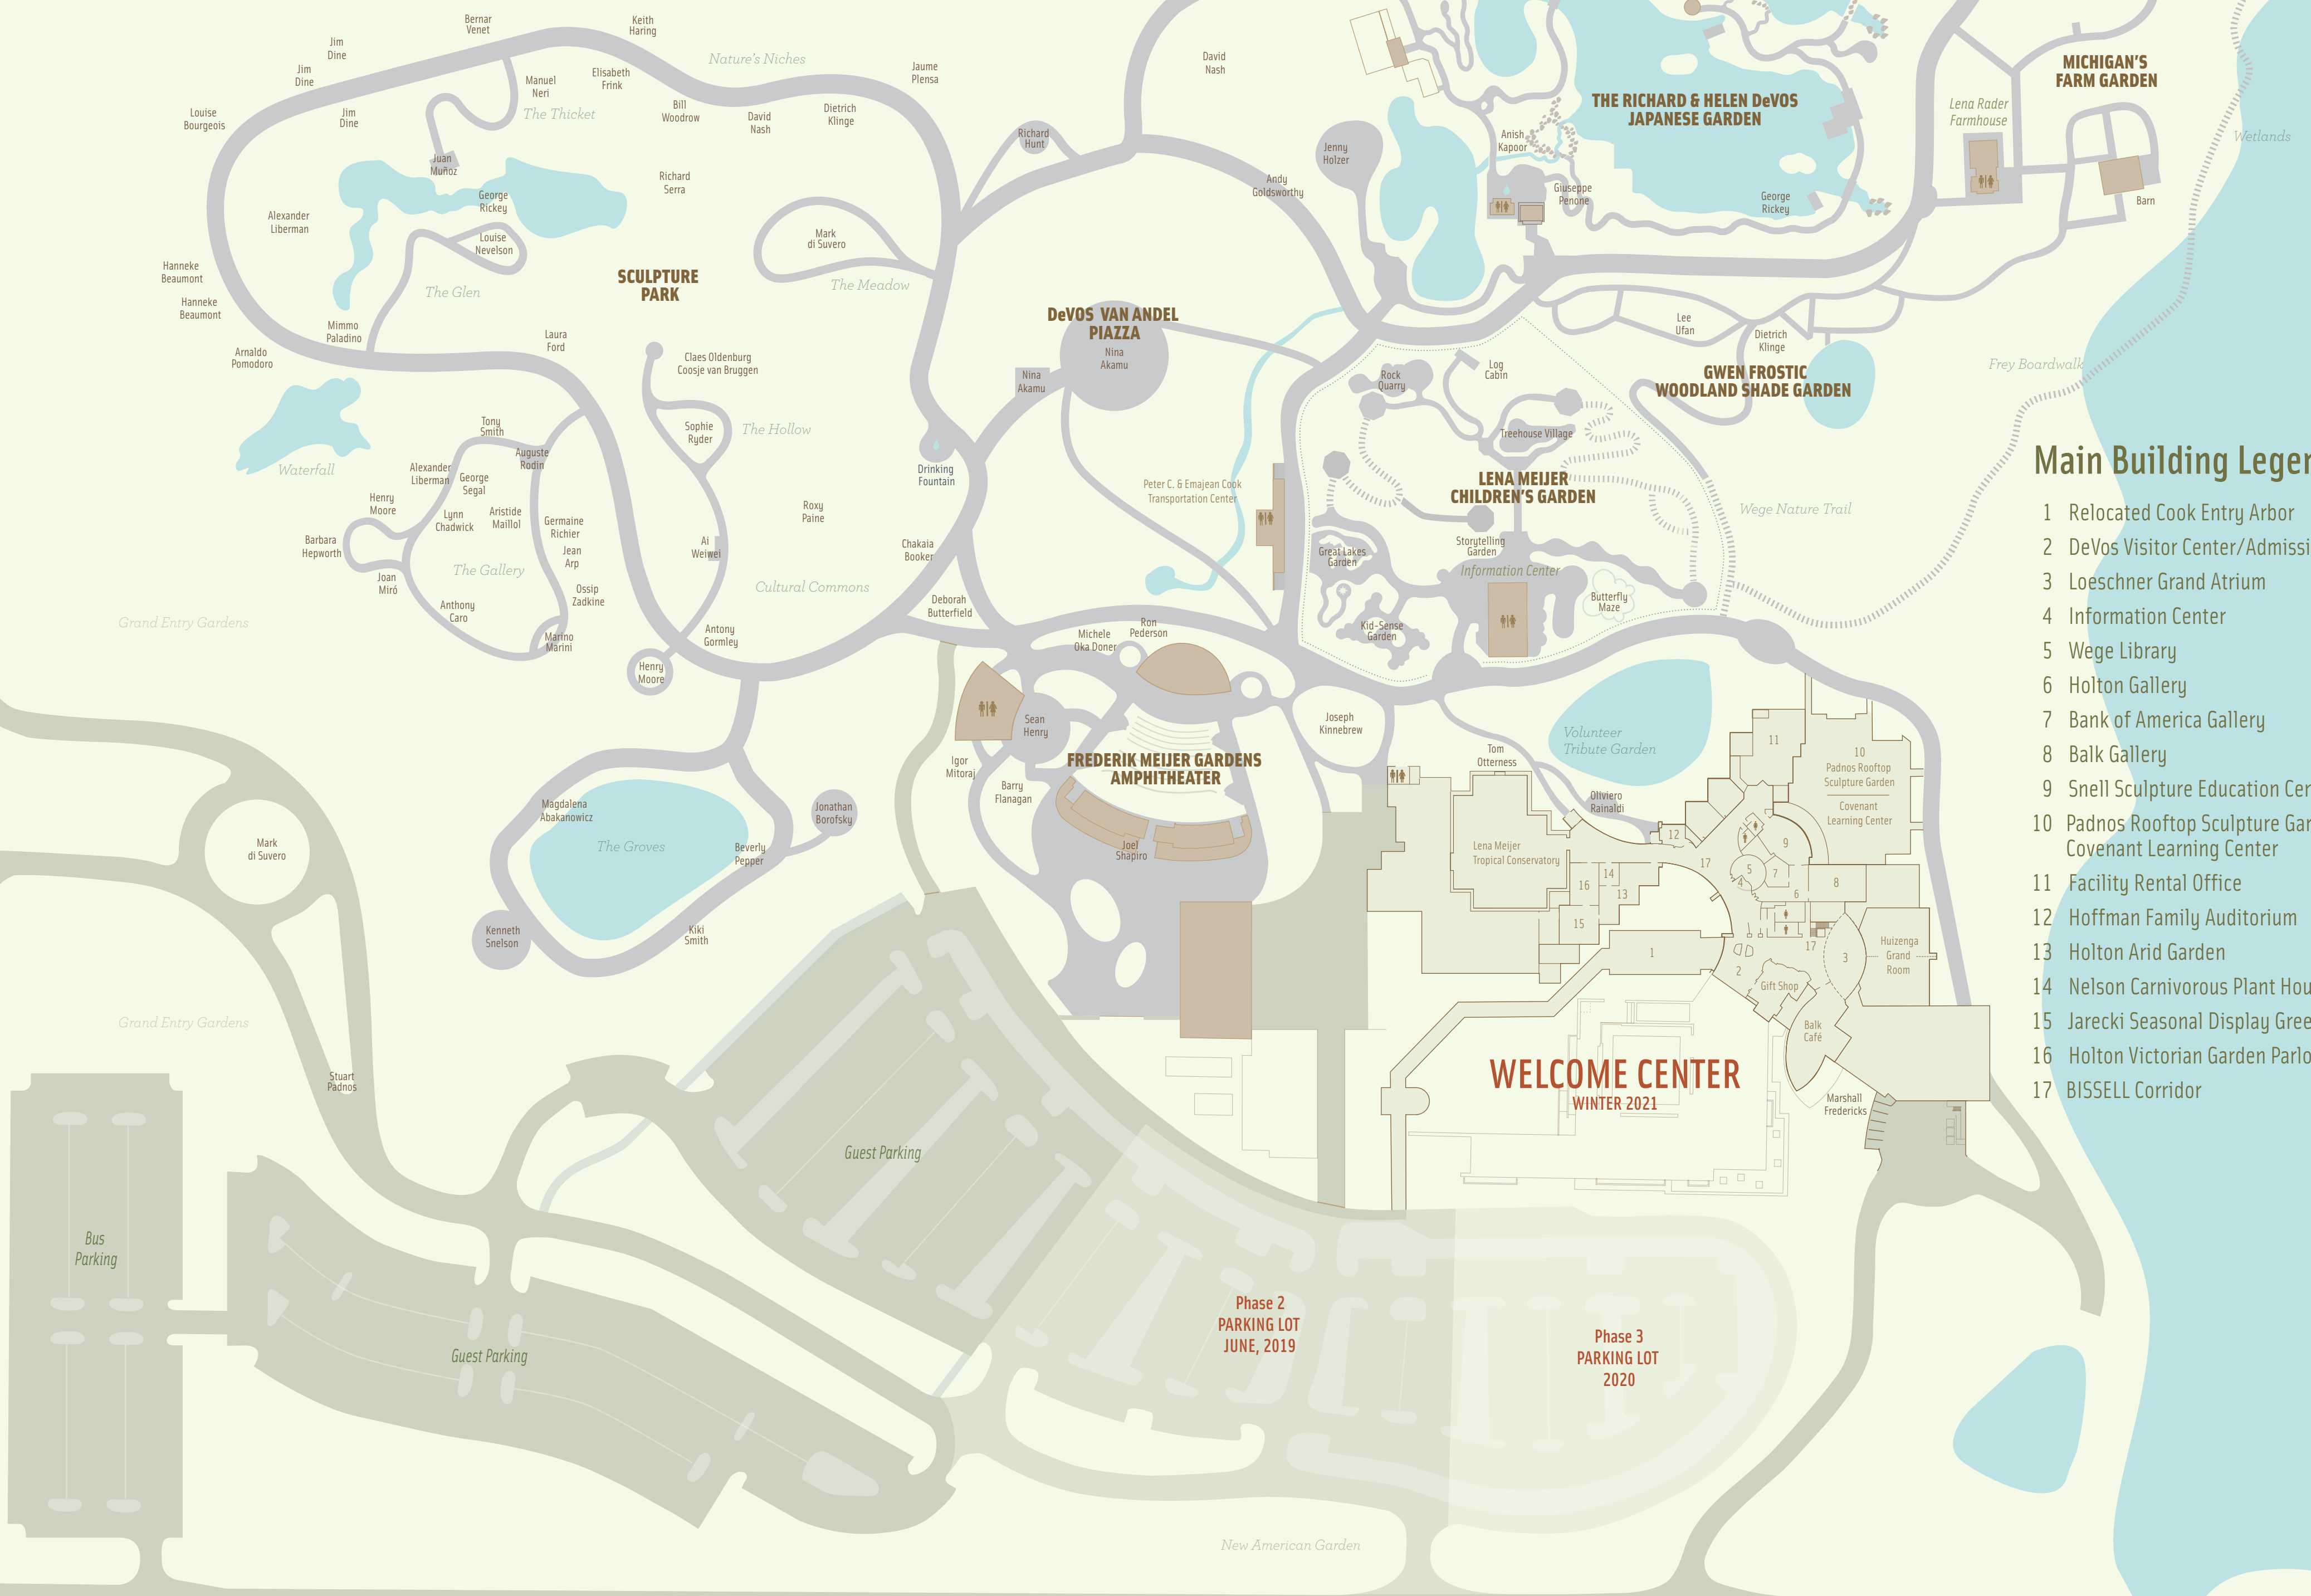 Bernar
Venet
Keith
Haring
Jim
Dine
Jim
Dine
Jim
Dine
Louise
Bourgeois
Manuel
Neri
Elisabeth
Frink
Nature's Niches
Bill
Woodrow
David
Nash
Dietrich
Klinge
Jaume
Plensa
David
Nash
The Thicket
Juan
Muñoz
George
Rickey
Richard
Serra
Alexander
Liberman
Louise
Nevelson
Mark
di Suvero
Richard
Hunt
Andy
Goldsworthy
Jenny
Holzer
Anish
Kapoor
Giuseppe
Penone
George
Rickey
THE RICHARD & HELEN DeVOS
JAPANESE GARDEN
MICHIGAN'S
FARM GARDEN
Lena Rader
Farmhouse
Barn
Wetlands
Hanneke
Beaumont
Hanneke
Beaumont
The Glen
SCULPTURE
PARK
The Meadow
Mimmo
Paladino
Arnaldo
Pomodoro
Laura
Ford
Claes Oldenburg
Coosje van Bruggen
DeVOS VAN ANDEL
PIAZZA
Nina
Akamu
Nina
Akamu
Lee
Ufan
Dietrich
Klinge
GWEN FROSTIC
WOODLAND SHADE GARDEN
Frey Boardwalk
Rock
Quarry
Log
Cabin
Treehouse Village
LENA MEIJER
CHILDREN'S GARDEN
Wege Nature Trail
Storytelling
Garden
Great Lakes
Garden
Information Center
Butterfly
Maze
Kid-Sense
Garden
Peter C. & Emajean Cook
Transportation Center
Drinking
Fountain
Sophie
Ryder
The Hollow
Waterfall
Tony
Smith
Auguste
Rodin
Alexander
Liberman
George
Segal
Henry
Moore
Lynn
Chadwick
Aristide
Maillol
Germaine
Richier
Barbara
Hepworth
Jean
Arp
Joan
Miró
The Gallery
Ossip
Zadkine
Anthony
Caro
Marino
Marini
Roxy
Paine
Ai
Weiwei
Chakaia
Booker
Cultural Commons
Deborah
Butterfield
Antony
Gormley
Henry
Moore
Michele
Oka Doner
Ron
Pederson
Sean
Henry
Joseph
Kinnebrew
FREDERIK MEIJER GARDENS
AMPHITHEATER
Igor
Mitoraj
Barry
Flanagan
Joel
Shapiro
Grand Entry Gardens
Mark
di Suvero
Magdalena
Abakanowicz
The Groves
Jonathan
Borofsky
Beverly
Pepper
Kenneth
Snelson
Kiki
Smith
Grand Entry Gardens
Stuart
Padnos
Volunteer
Tribute Garden
Tom
Otterness
Oliviero
Rainaldi
Lena Meijer
Tropical Conservatory
11
10
Padnos Rooftop
Sculpture Garden
Covenant
Learning Center
12
9
17
5
7
4
6
8
14
16
13
15
1
2
17
3
Huizenga
Grand
Room
Gift Shop
Balk
Café
Marshall
Fredericks
WELCOME CENTER
WINTER 2021
Guest Parking
Bus
Parking
Guest Parking
Phase 2
PARKING LOT
JUNE, 2019
Phase 3
PARKING LOT
2020
New American Garden
Main Building Legen
1 Relocated Cook Entry Arbor
2 DeVos Visitor Center/Admissi
3 Loeschner Grand Atrium
4 Information Center
5 Wege Library
6 Holton Gallery
7 Bank of America Gallery
8 Balk Gallery
9 Snell Sculpture Education Cen
10 Padnos Rooftop Sculpture Gar
Covenant Learning Center
11 Facility Rental Office
12 Hoffman Family Auditorium
13 Holton Arid Garden
14 Nelson Carnivorous Plant Hou
15 Jarecki Seasonal Display Gree
16 Holton Victorian Garden Parlo
17 BISSELL Corridor